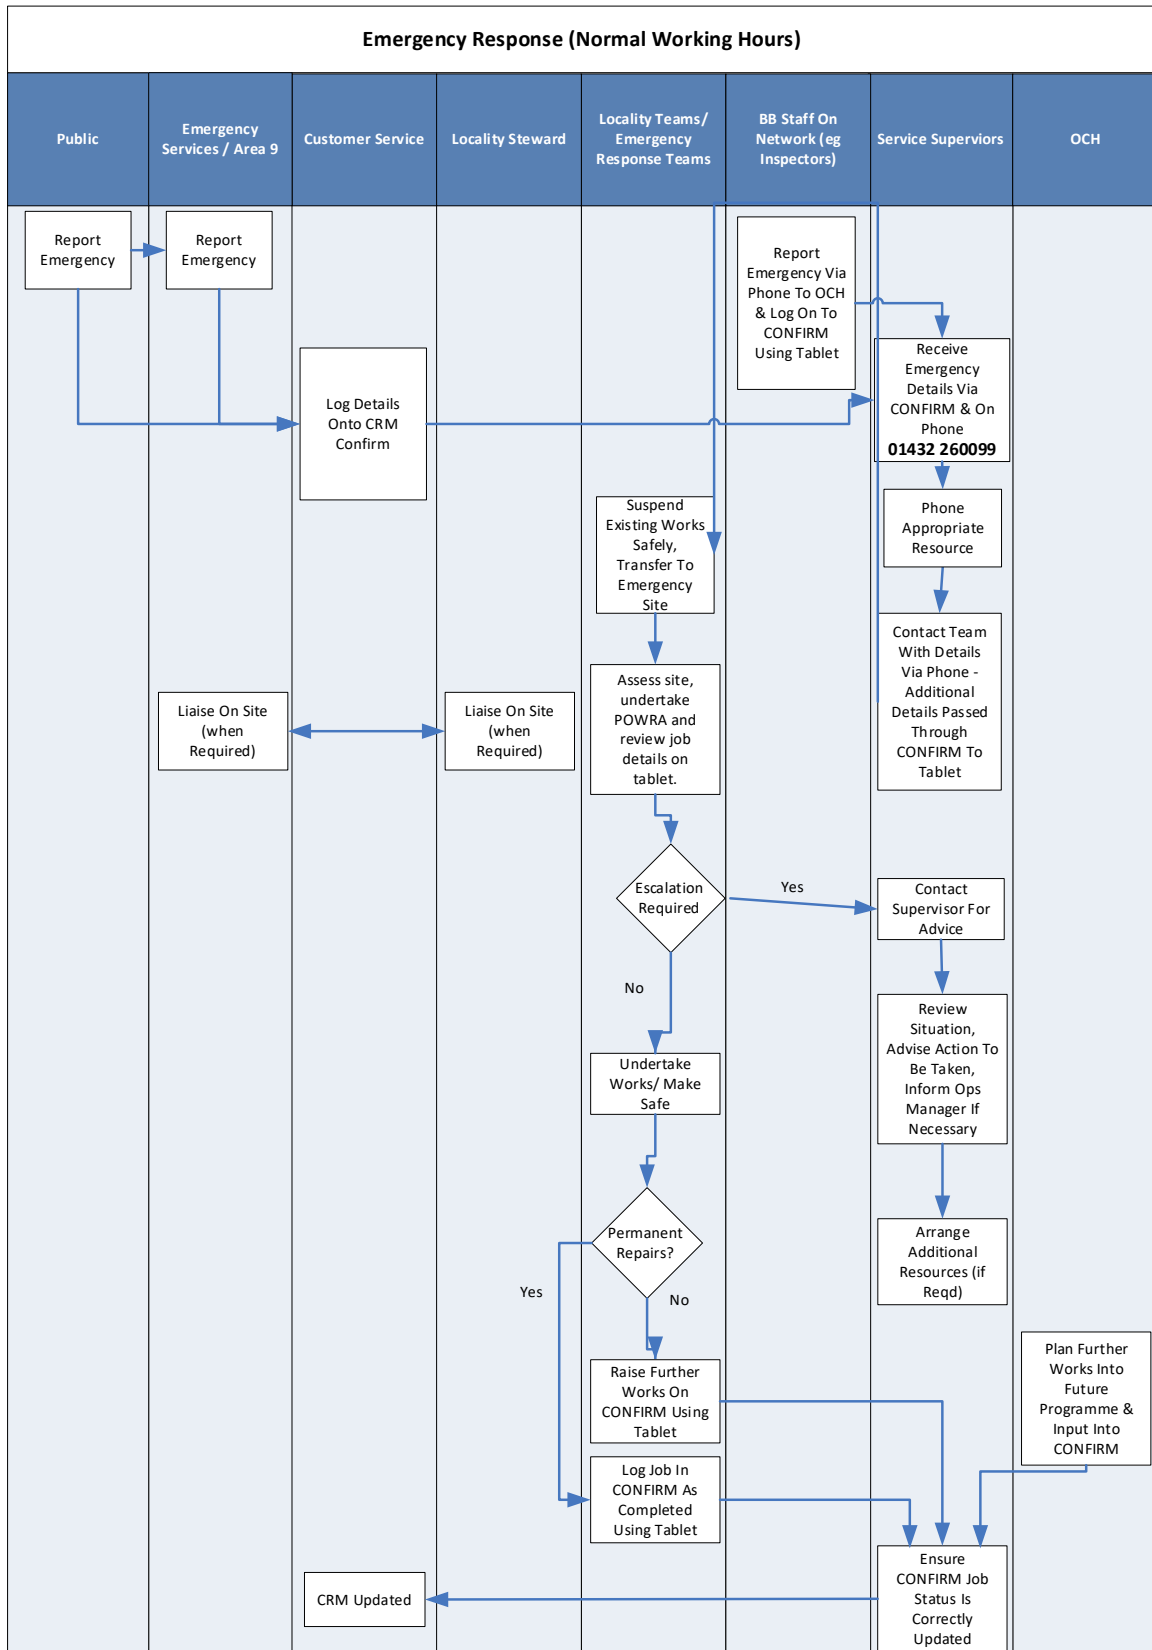 Emergency Response (Normal Working Hours)
Public
Emergency
Services / Area 9
Customer Service
Locality Steward
Locality Teams/
Emergency
Response Teams
BB Staff On
Network (eg
Inspectors)
Service Superviors
OCH
Report
Emergency
Report
Emergency
Report
Emergency Via
Phone To OCH
& Log On To
CONFIRM
Using Tablet
Receive
Emergency
Details Via
CONFIRM & On
Phone
01432 260099
Log Details
Onto CRM
Confirm
Suspend
Existing Works
Safely,
Transfer To
Emergency
Site
Phone
Appropriate
Resource
Contact Team
With Details
Via Phone -
Additional
Details Passed
Through
CONFIRM To
Tablet
Liaise On Site
(when
Required)
Liaise On Site
(when
Required)
Assess site,
undertake
POWRA and
review job
details on
tablet.
Escalation
Required
Yes
Contact
Supervisor For
Advice
No
Review
Situation,
Advise Action To
Be Taken,
Inform Ops
Manager If
Necessary
Undertake
Works/ Make
Safe
Permanent
Repairs?
Yes
No
Arrange
Additional
Resources (if
Reqd)
Raise Further
Works On
CONFIRM Using
Tablet
Plan Further
Works Into
Future
Programme &
Input Into
CONFIRM
Log Job In
CONFIRM As
Completed
Using Tablet
Ensure
CONFIRM Job
Status Is
Correctly
Updated
CRM Updated